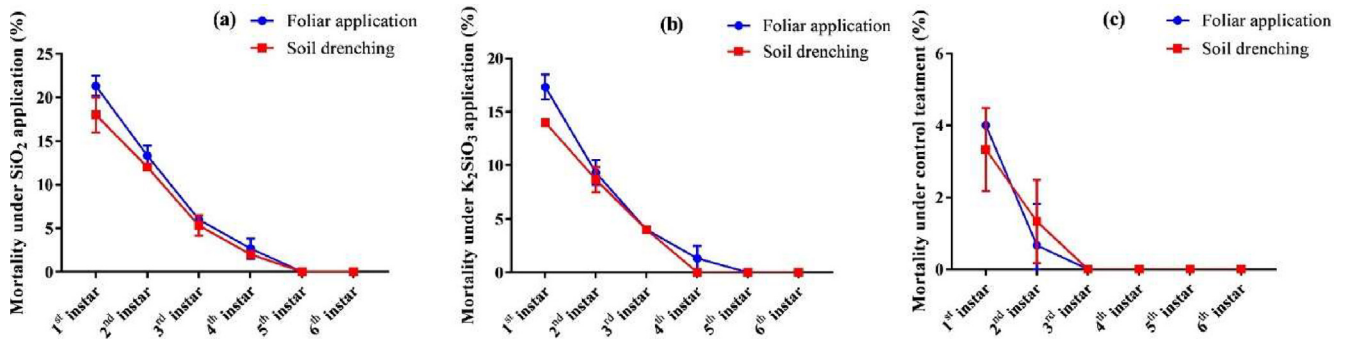 (a)
Foliar application
Soil drenching
Mortality under SiO₂ application (%)
25
20
15
10
5
0
1ˢᵗ instar
2ⁿᵈ instar
3ʳᵈ instar
4ᵗʰ instar
5ᵗʰ instar
6ᵗʰ instar
(b)
Foliar application
Soil drenching
Mortality under K₂SiO₃ application (%)
20
15
10
5
0
1ˢᵗ instar
2ⁿᵈ instar
3ʳᵈ instar
4ᵗʰ instar
5ᵗʰ instar
6ᵗʰ instar
(c)
Foliar application
Soil drenching
Mortality under control teatment (%)
6
4
2
0
1ˢᵗ instar
2ⁿᵈ instar
3ʳᵈ instar
4ᵗʰ instar
5ᵗʰ instar
6ᵗʰ instar